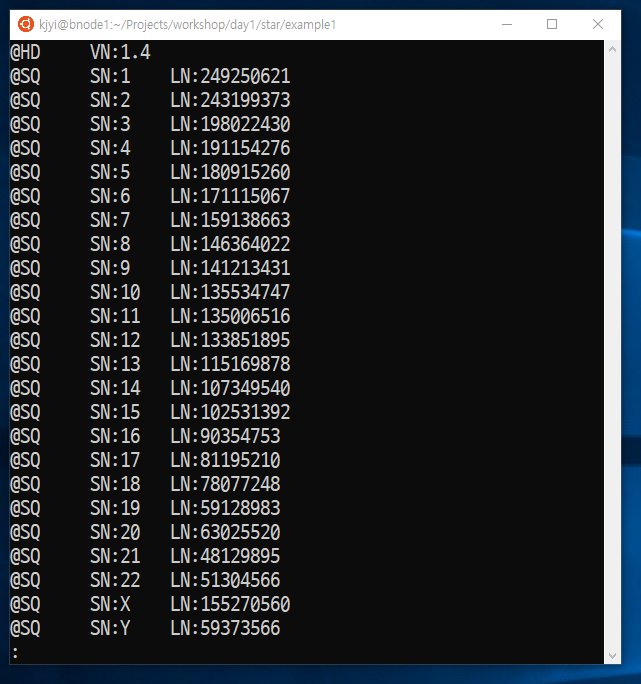 kjyi@bnode1:~/Projects/workshop/day1/star/example1
@HD VN:1.4
@SQ SN:1 LN:249250621
@SQ SN:2 LN:243199373
@SQ SN:3 LN:198022430
@SQ SN:4 LN:191154276
@SQ SN:5 LN:180915260
@SQ SN:6 LN:171115067
@SQ SN:7 LN:159138663
@SQ SN:8 LN:146364022
@SQ SN:9 LN:141213431
@SQ SN:10 LN:135534747
@SQ SN:11 LN:135006516
@SQ SN:12 LN:133851895
@SQ SN:13 LN:115169878
@SQ SN:14 LN:107349540
@SQ SN:15 LN:102531392
@SQ SN:16 LN:90354753
@SQ SN:17 LN:81195210
@SQ SN:18 LN:78077248
@SQ SN:19 LN:59128983
@SQ SN:20 LN:63025520
@SQ SN:21 LN:48129895
@SQ SN:22 LN:51304566
@SQ SN:X LN:155270560
@SQ SN:Y LN:59373566
: